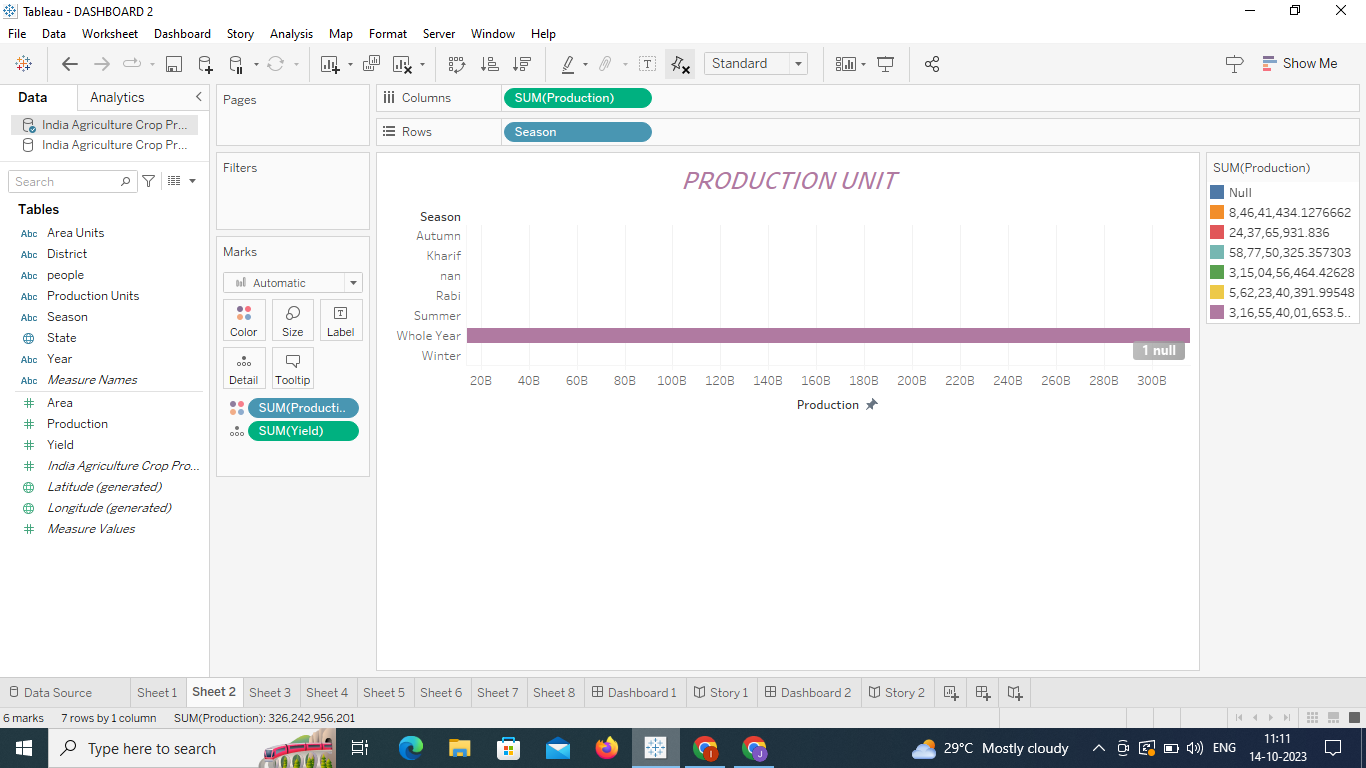 Tableau - DASHBOARD 2
File Data Worksheet Dashboard Story Analysis Map Format Server Window Help
Standard
Show Me
Data Analytics
India Agriculture Crop Pr...
India Agriculture Crop Pr...
Search
Tables
Abc Area Units
Abc District
Abc people
Abc Production Units
Abc Season
State
Abc Year
Abc Measure Names
Area
Production
Yield
India Agriculture Crop Pro...
Latitude (generated)
Longitude (generated)
Measure Values
Pages
Filters
Marks
Automatic
Color Size Label
Detail Tooltip
SUM(Producti..
SUM(Yield)
Columns SUM(Production)
Rows Season
PRODUCTION UNIT
Season
Autumn
Kharif
nan
Rabi
Summer
Whole Year
Winter
1 null
20B 40B 60B 80B 100B 120B 140B 160B 180B 200B 220B 240B 260B 280B 300B
Production
SUM(Production)
Null
8,46,41,434.1276662
24,37,65,931.836
58,77,50,325.357303
3,15,04,56,464.42628
5,62,23,40,391.99548
3,16,55,40,01,653.5..
Data Source Sheet 1 Sheet 2 Sheet 3 Sheet 4 Sheet 5 Sheet 6 Sheet 7 Sheet 8 Dashboard 1 Story 1 Dashboard 2 Story 2
6 marks 7 rows by 1 column SUM(Production): 326,242,956,201
Type here to search
29°C Mostly cloudy
ENG
11:11
14-10-2023